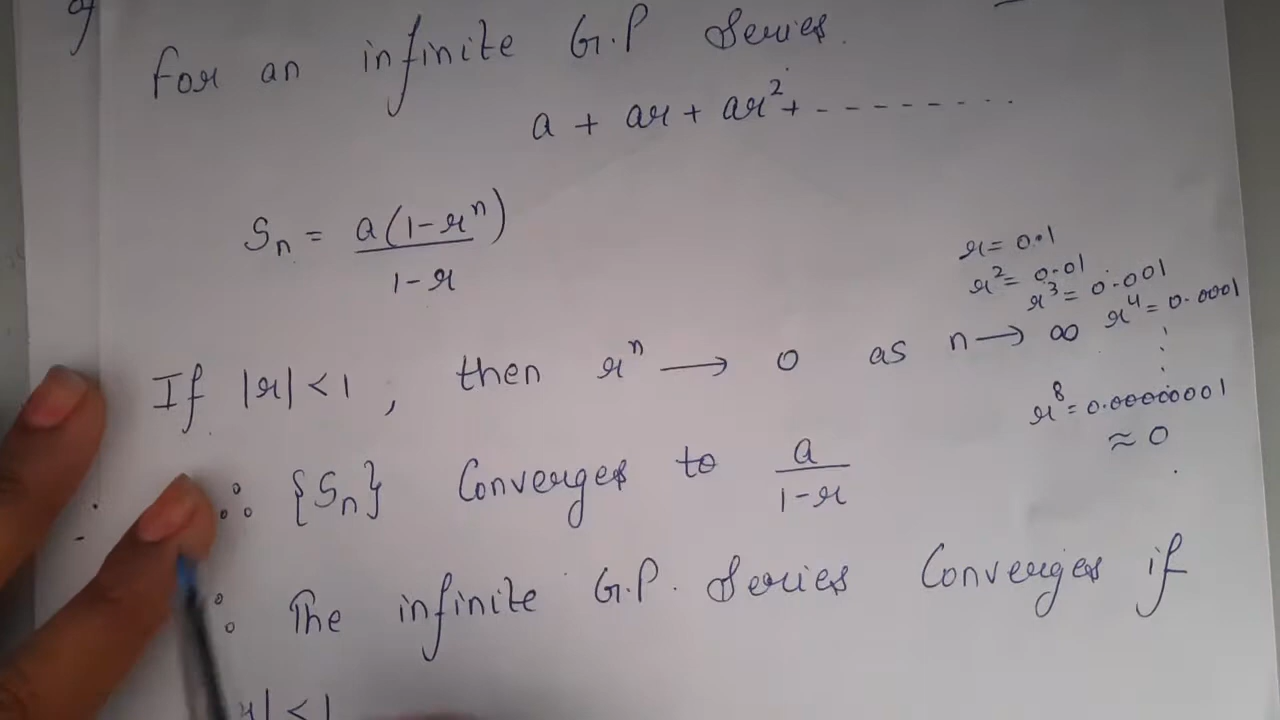 For an infinite G.P Series.
a + ar + ar² + - - - - - - - - ..
Sn = a(1-rⁿ) / 1-r
r = 0.1
r² = 0.01
r³ = 0.001
r⁴ = 0.0001
If |r| < 1, then rⁿ → 0 as n → ∞
r⁸ = 0.00000001
≈ 0
∴ {Sn} Converges to a / 1-r
∴ The infinite G.P. Series Converges if
|r| < 1